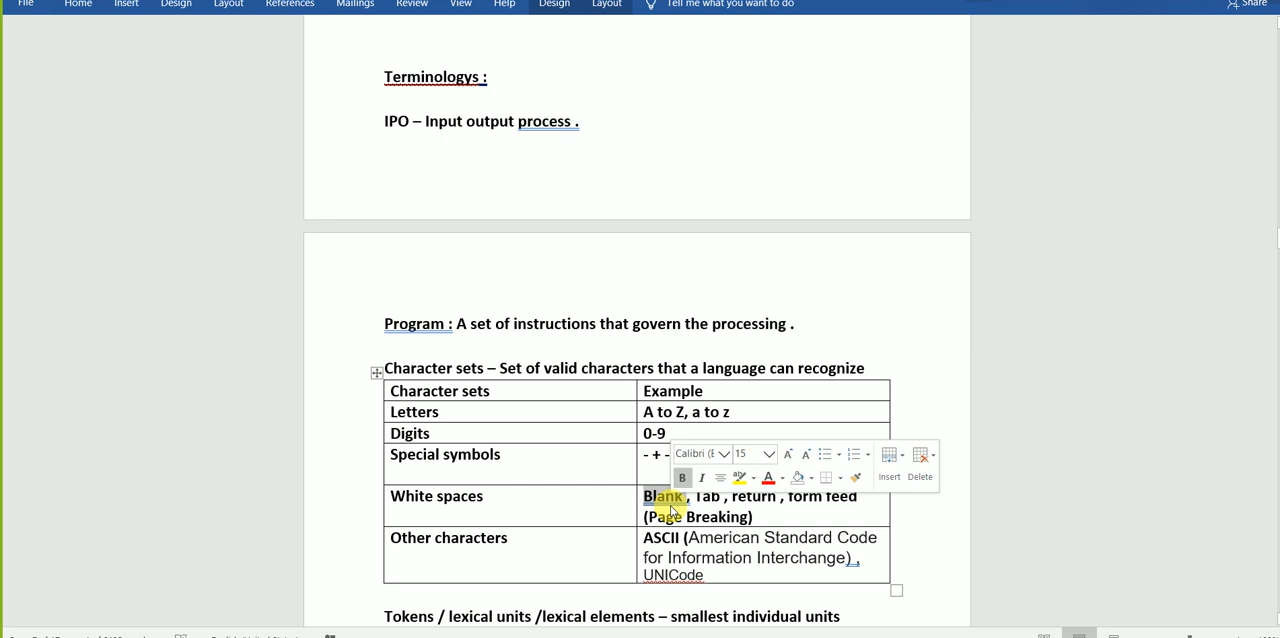 File Home Insert Design Layout References Mailings Review View Help Design Layout Tell me what you want to do Share
Terminologys :
IPO – Input output process .
Program : A set of instructions that govern the processing .
Character sets – Set of valid characters that a language can recognize
Character sets Example
Letters A to Z, a to z
Digits 0-9
Special symbols - + -
Calibri (E 15
B I A Insert Delete
White spaces Blank , Tab , return , form feed
(Page Breaking)
Other characters ASCII (American Standard Code
for Information Interchange) ,
UNICode
Tokens / lexical units /lexical elements – smallest individual units